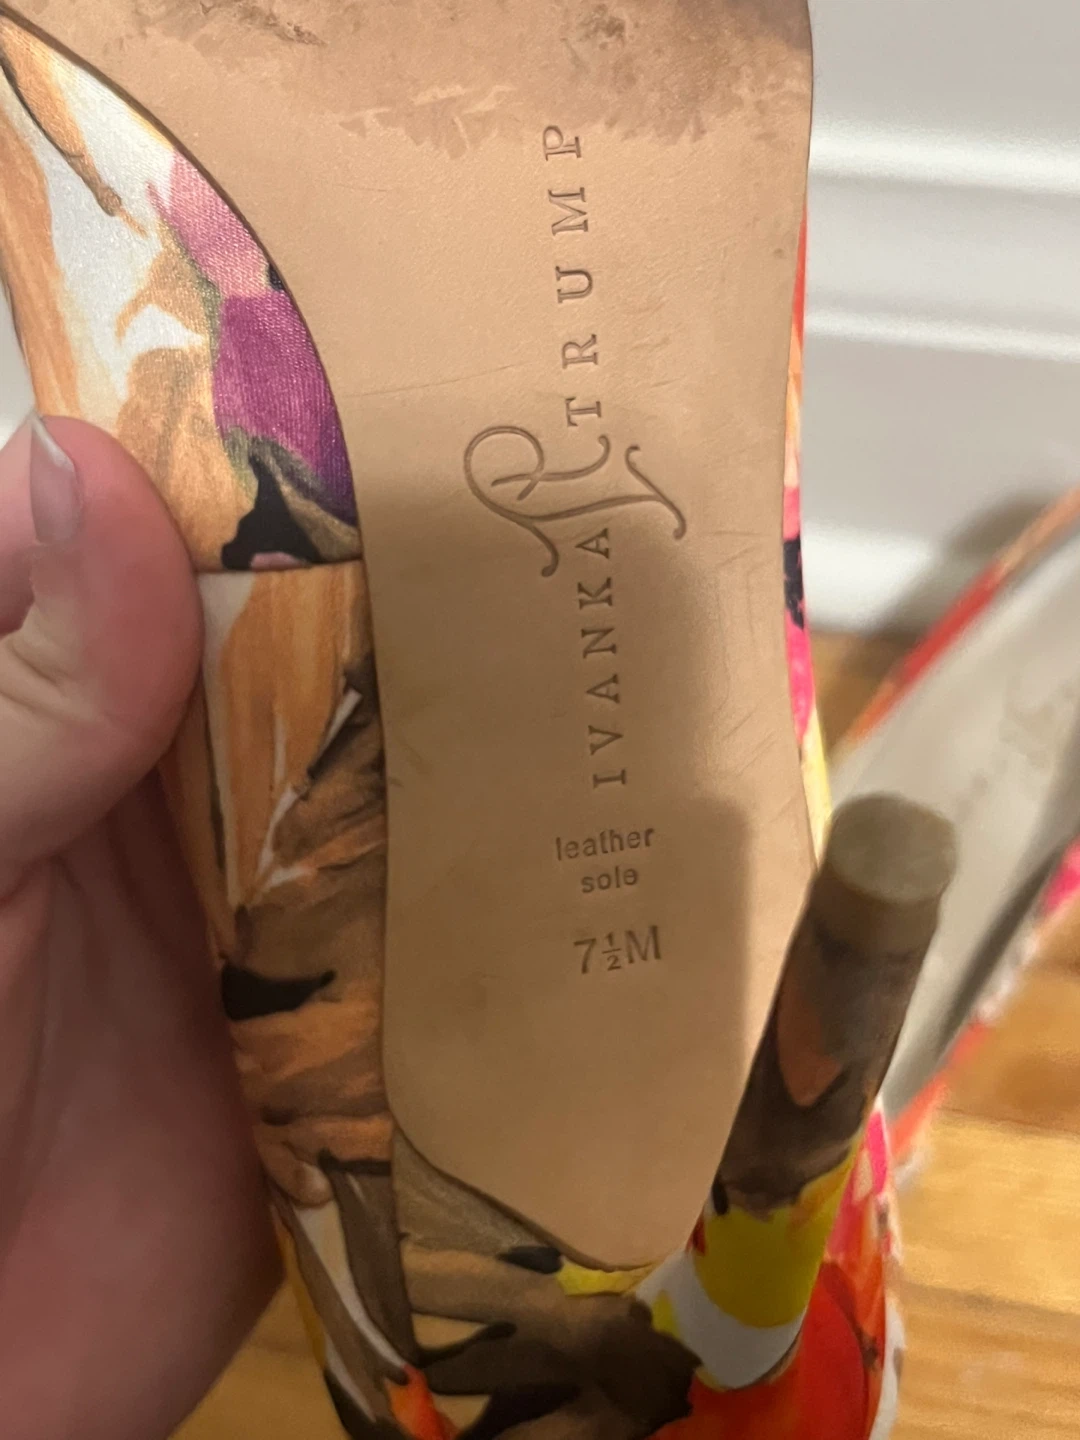 IVANKA TRUMP
leather
sole
7½M